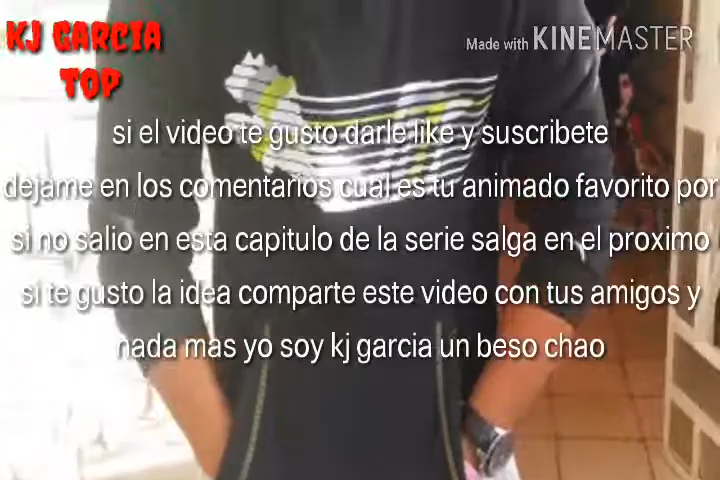 KJ GARCIA
TOP
Made with KINEMASTER
si el video te gusto darle like y suscribete
dejame en los comentarios cual es tu animado favorito por
si no salio en esta capitulo de la serie salga en el proximo
si te gusto la idea comparte este video con tus amigos y
nada mas yo soy kj garcia un beso chao